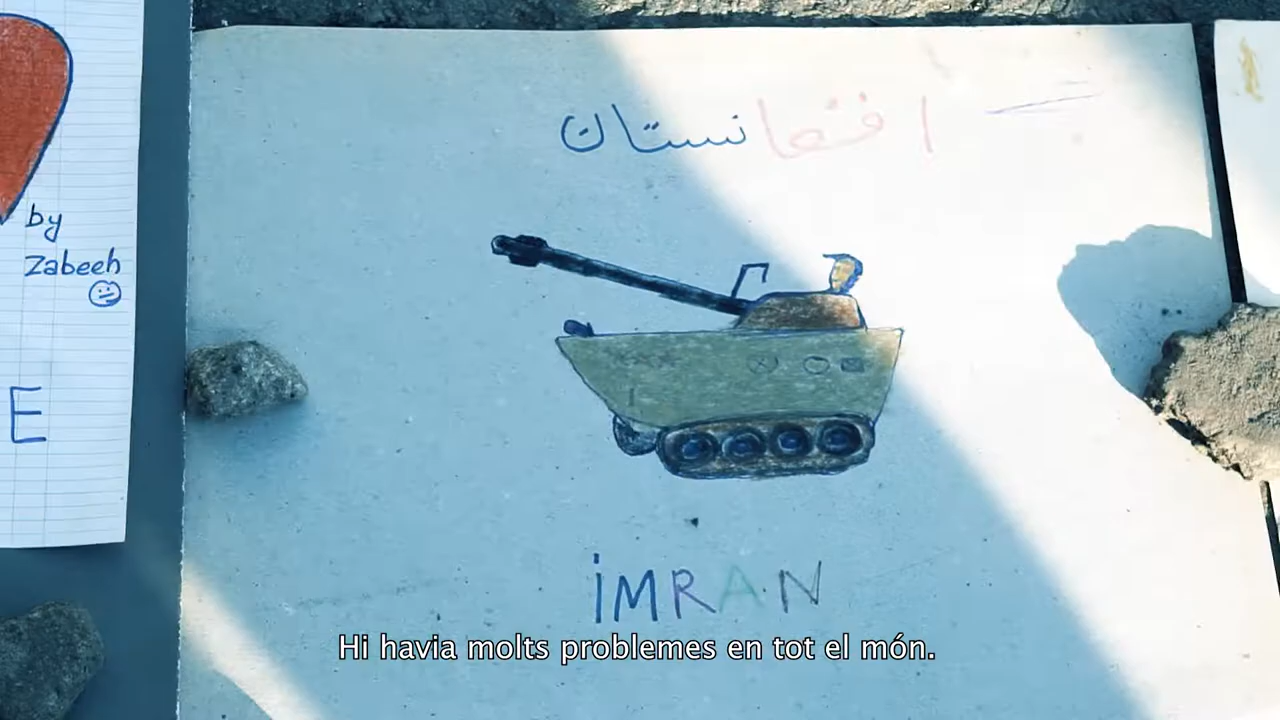 افغانستان
by
Zabeeh
E
iMRAN
Hi havia molts problemes en tot el món.